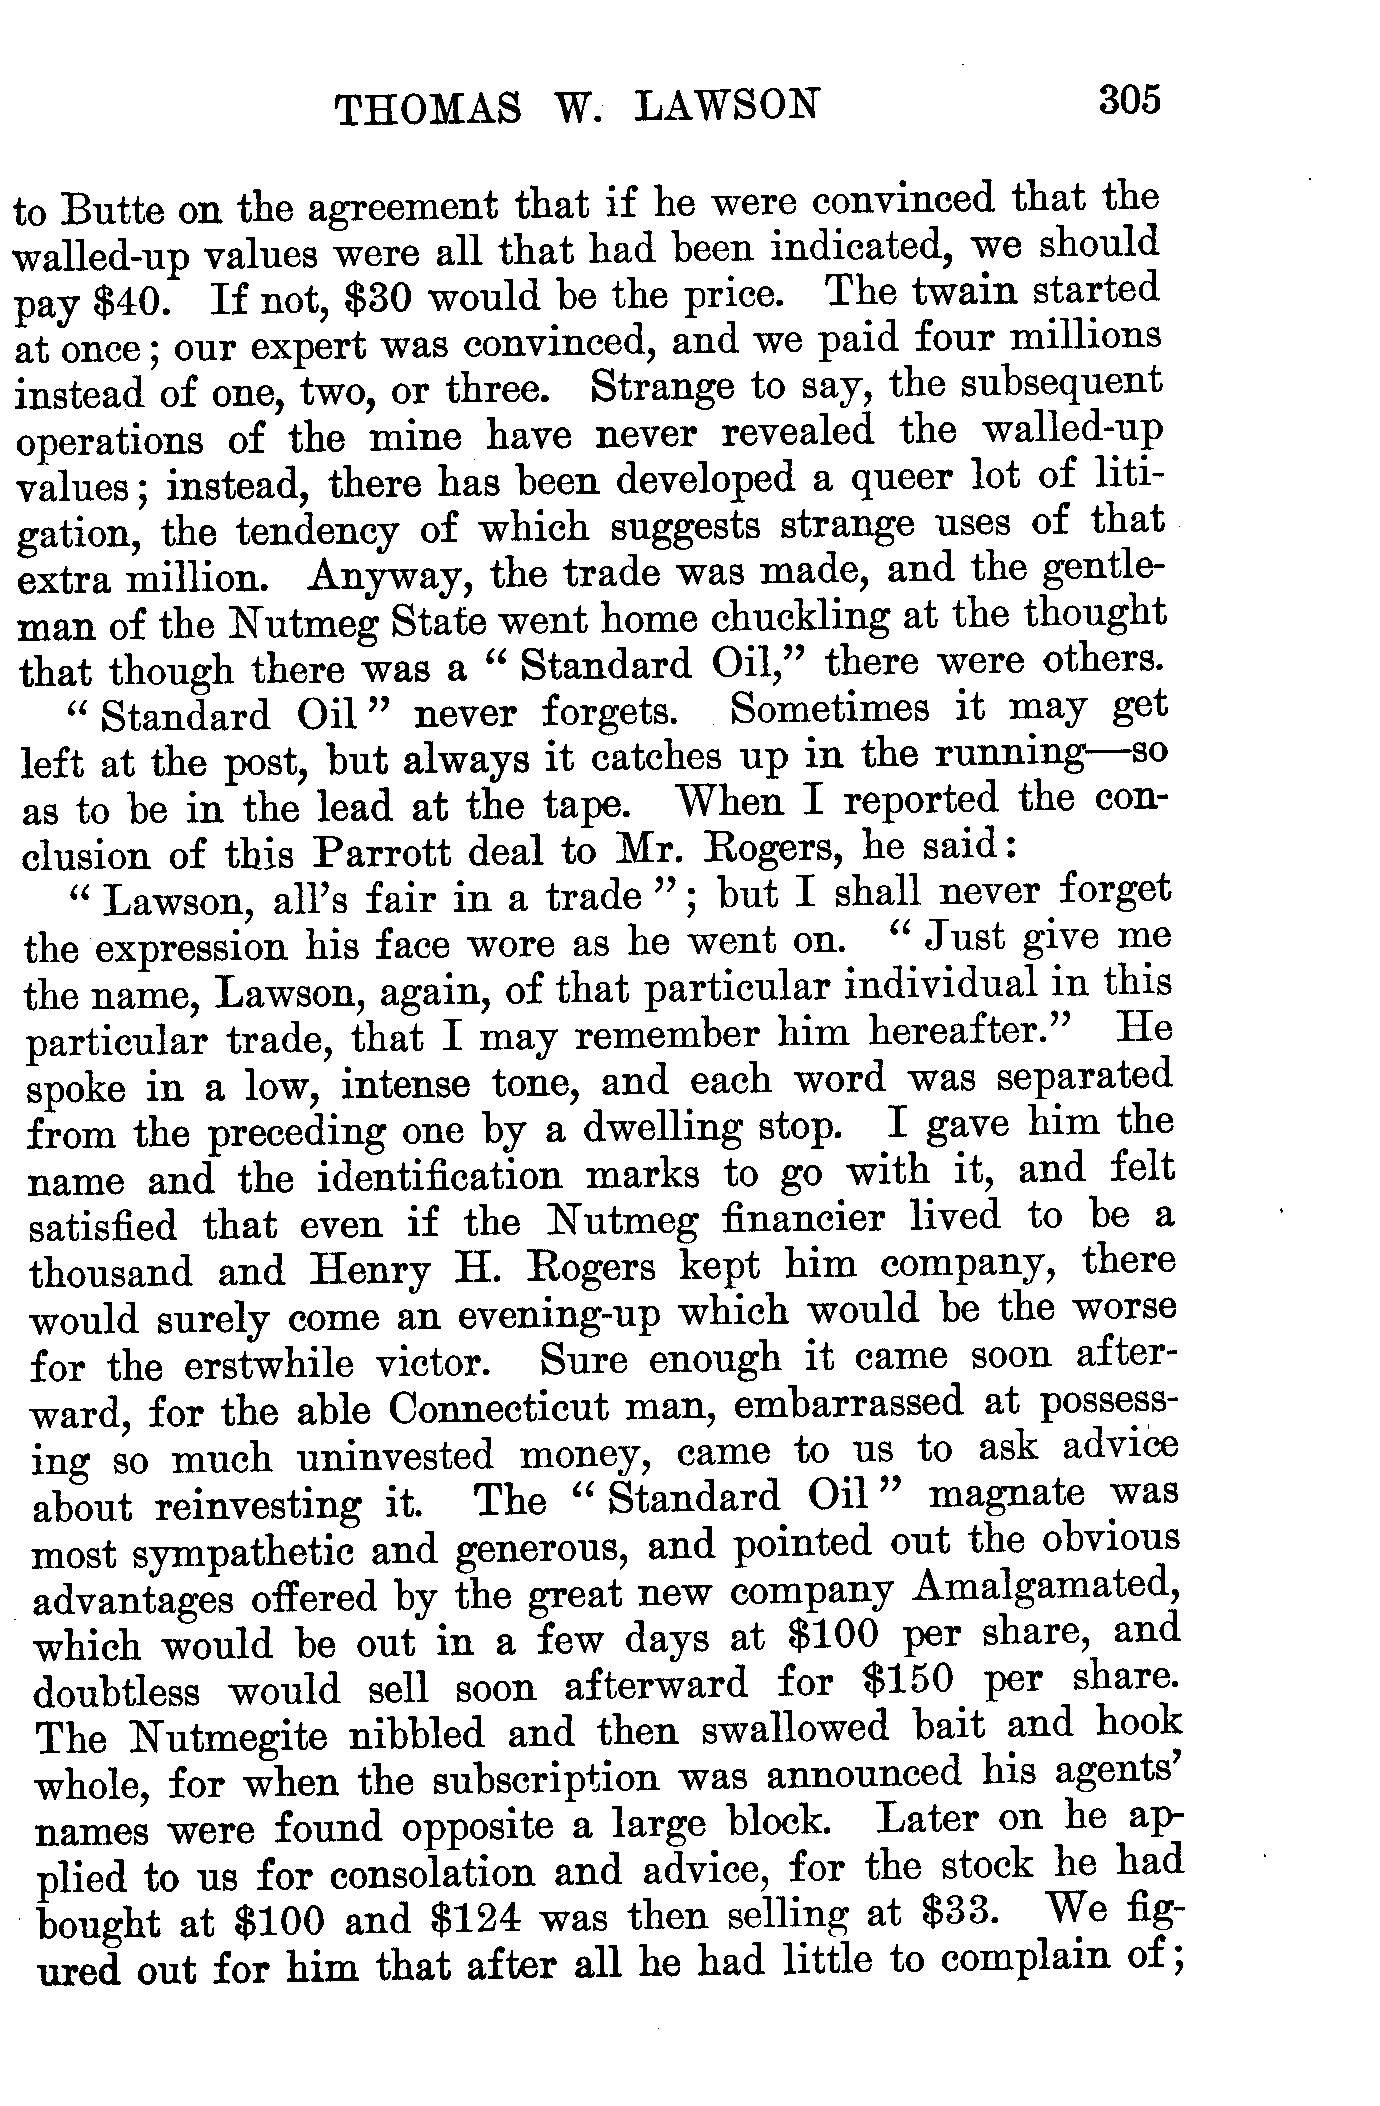 THOMAS W. LAWSON 305
to Butte on the agreement that if he were convinced that the
walled-up values were all that had been indicated, we should
pay $40. If not, $30 would be the price. The twain started
at once; our expert was convinced, and we paid four millions
instead of one, two, or three. Strange to say, the subsequent
operations of the mine have never revealed the walled-up
values; instead, there has been developed a queer lot of liti-
gation, the tendency of which suggests strange uses of that
extra million. Anyway, the trade was made, and the gentle-
man of the Nutmeg State went home chuckling at the thought
that though there was a “Standard Oil,” there were others.
“Standard Oil” never forgets. Sometimes it may get
left at the post, but always it catches up in the running—so
as to be in the lead at the tape. When I reported the con-
clusion of this Parrott deal to Mr. Rogers, he said:
“Lawson, all's fair in a trade”; but I shall never forget
the expression his face wore as he went on. “Just give me
the name, Lawson, again, of that particular individual in this
particular trade, that I may remember him hereafter.” He
spoke in a low, intense tone, and each word was separated
from the preceding one by a dwelling stop. I gave him the
name and the identification marks to go with it, and felt
satisfied that even if the Nutmeg financier lived to be a
thousand and Henry H. Rogers kept him company, there
would surely come an evening-up which would be the worse
for the erstwhile victor. Sure enough it came soon after-
ward, for the able Connecticut man, embarrassed at possess-
ing so much uninvested money, came to us to ask advice
about reinvesting it. The “Standard Oil” magnate was
most sympathetic and generous, and pointed out the obvious
advantages offered by the great new company Amalgamated,
which would be out in a few days at $100 per share, and
doubtless would sell soon afterward for $150 per share.
The Nutmegite nibbled and then swallowed bait and hook
whole, for when the subscription was announced his agents'
names were found opposite a large block. Later on he ap-
plied to us for consolation and advice, for the stock he had
bought at $100 and $124 was then selling at $33. We fig-
ured out for him that after all he had little to complain of;